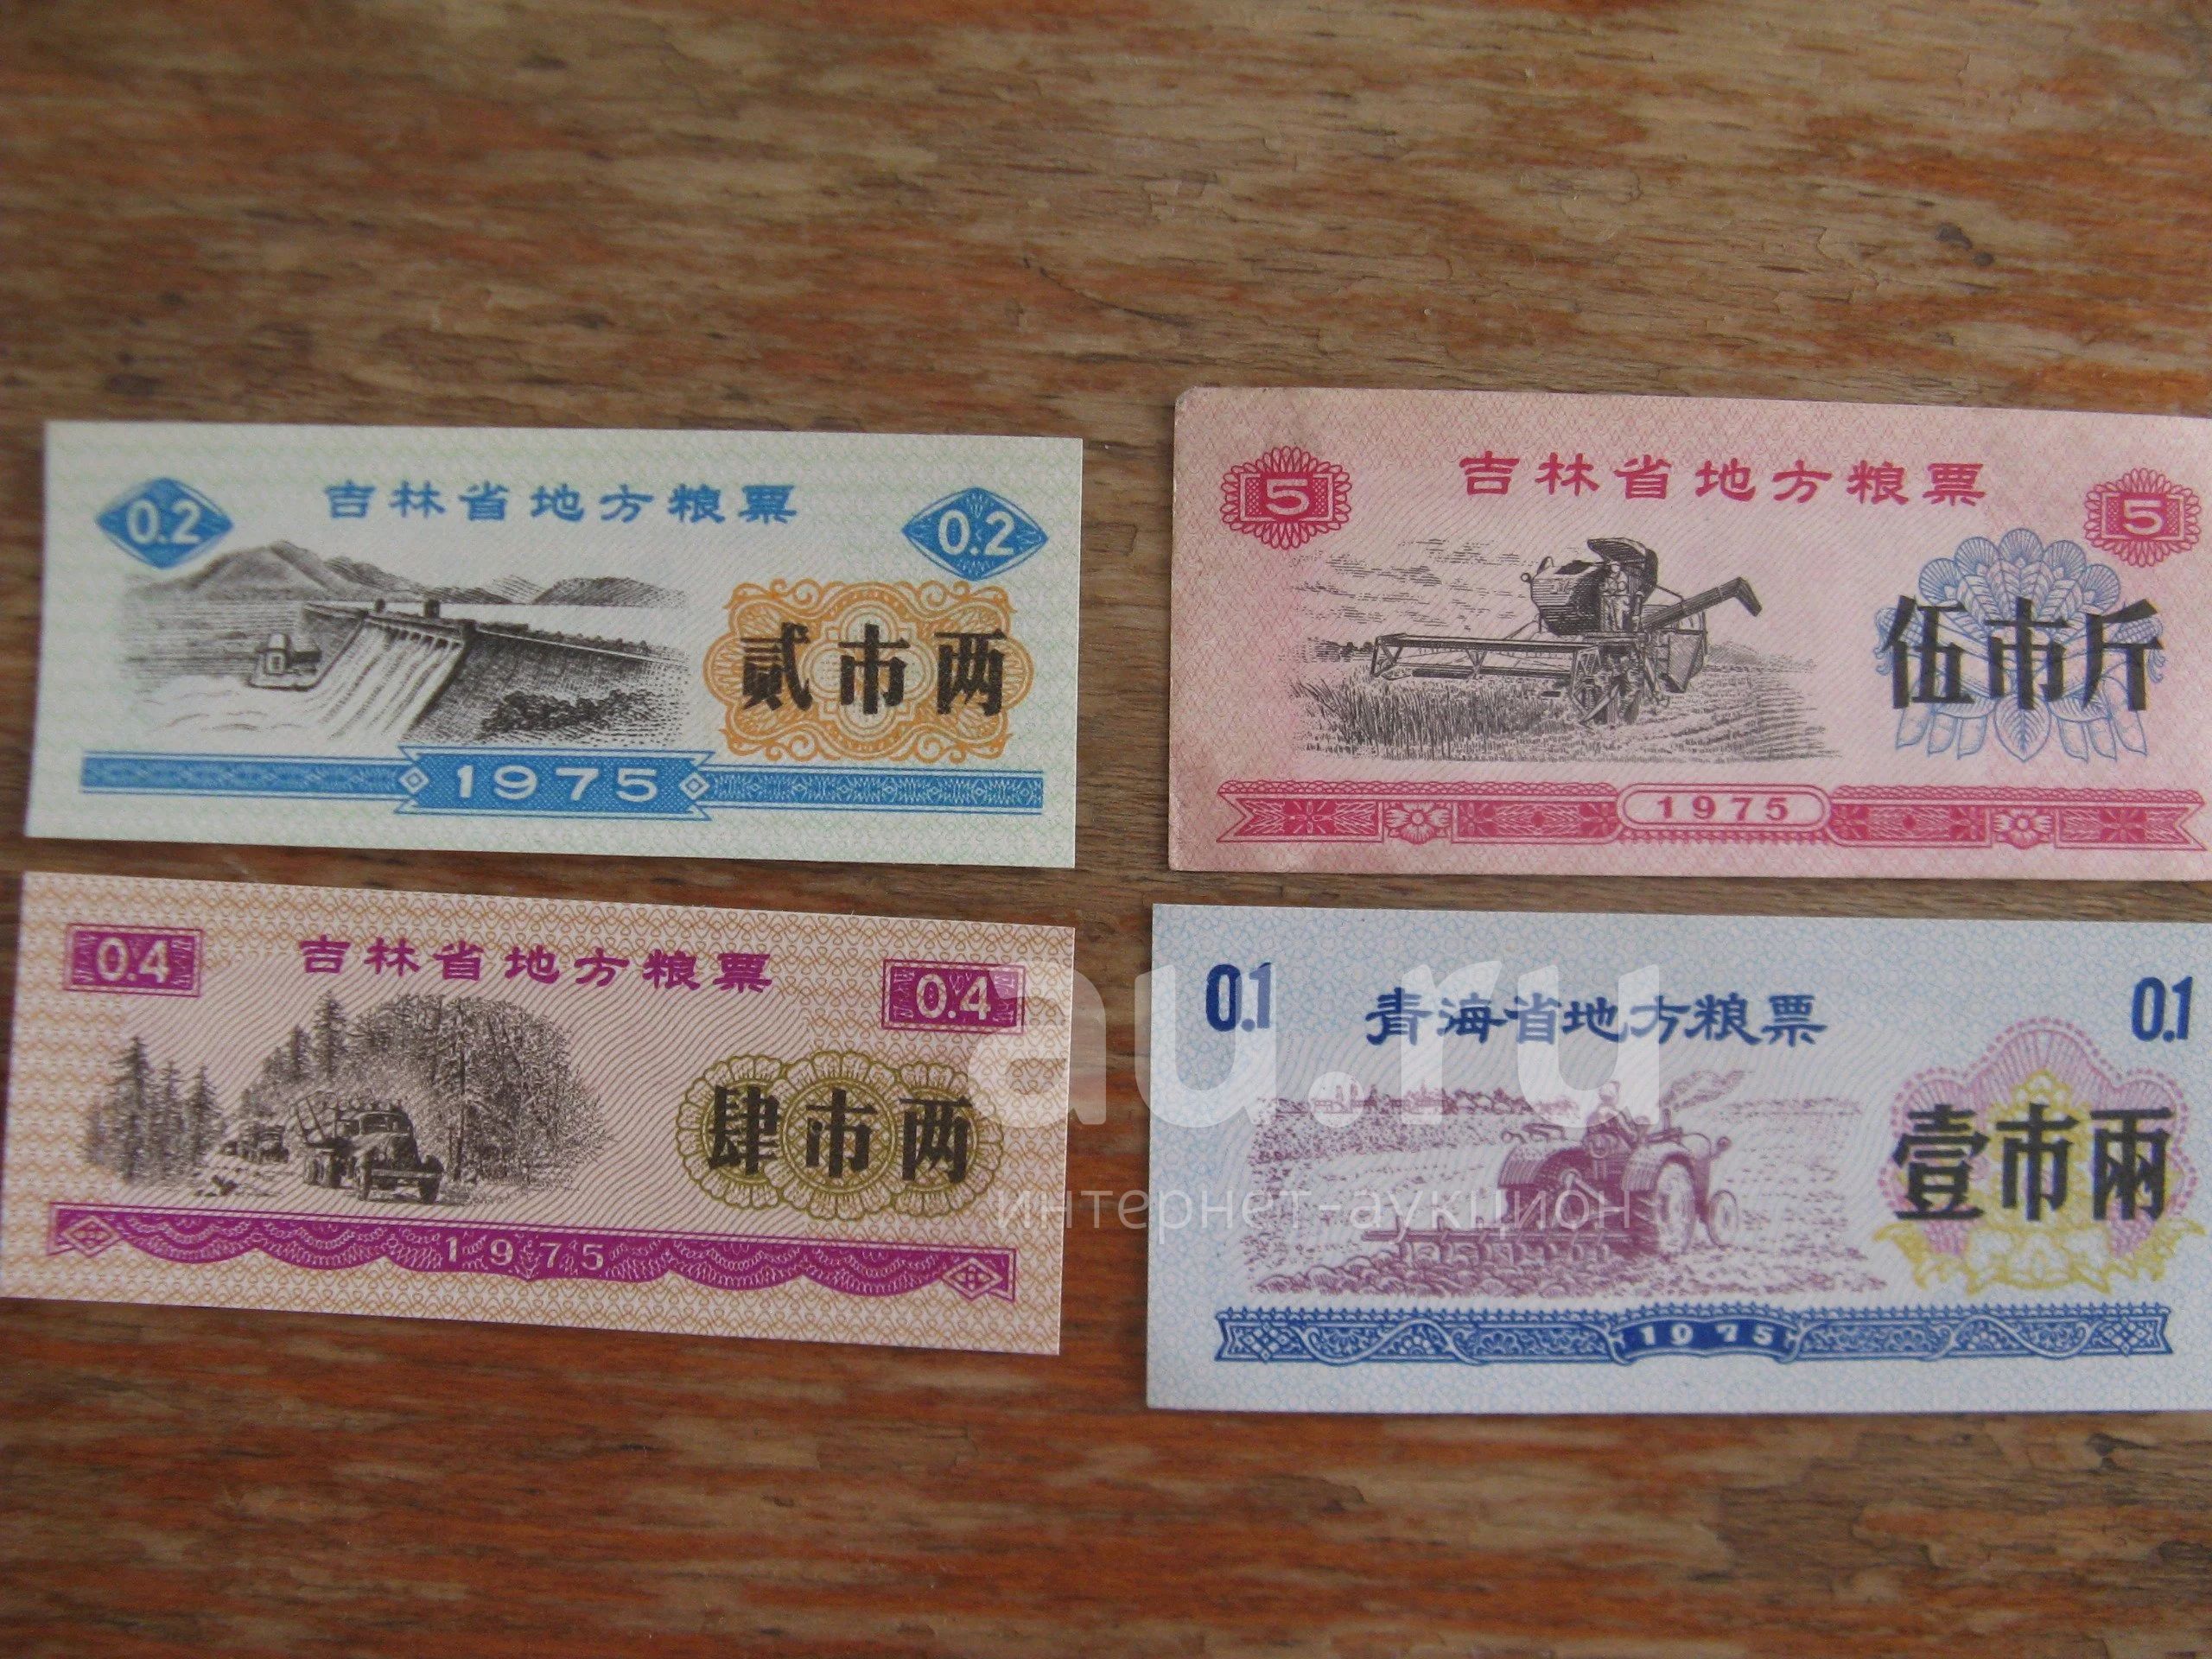 0.2 吉林省地方粮票 0.2
贰市两
1975
5 吉林省地方粮票 5
伍市斤
1975
0.4 吉林省地方粮票 0.4
肆市两
1975
0.1 青海省地方粮票 0.1
壹市兩
1975
au.ru
интернет-аукцион